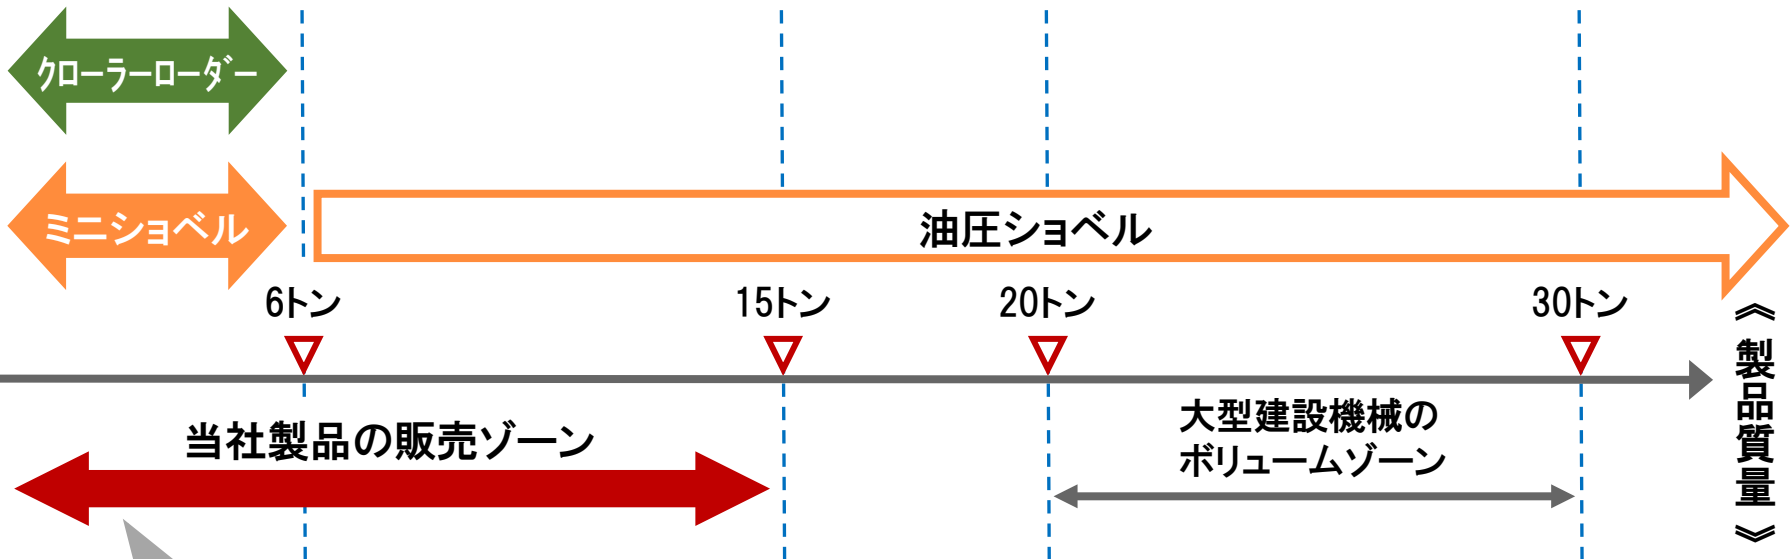 クローラーローダー
ミニショベル
油圧ショベル
6トン
15トン
20トン
30トン
当社製品の販売ゾーン
大型建設機械の
ボリュームゾーン
《製品質量》